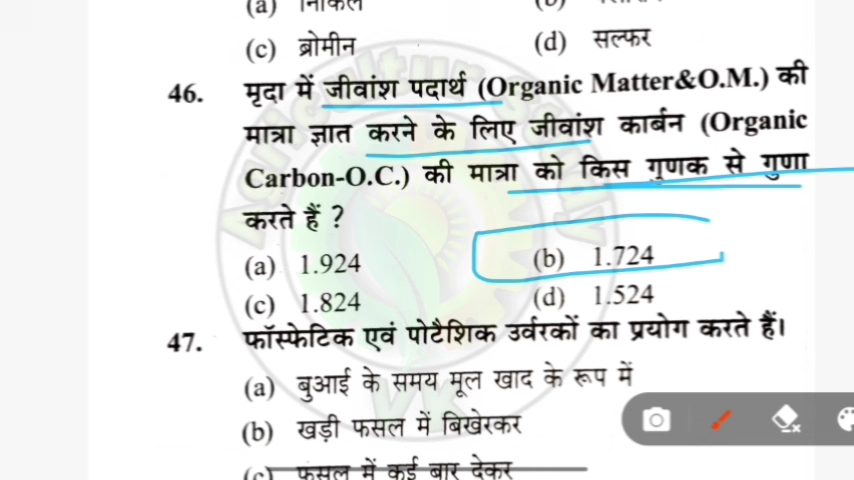 (a) निकिल (b)
(c) ब्रोमीन (d) सल्फर
46. मृदा में जीवांश पदार्थ (Organic Matter&O.M.) की
मात्रा ज्ञात करने के लिए जीवांश कार्बन (Organic
Carbon-O.C.) की मात्रा को किस गुणक से गुणा
करते हैं ?
(a) 1.924 (b) 1.724
(c) 1.824 (d) 1.524
47. फॉस्फेटिक एवं पोटैशिक उर्वरकों का प्रयोग करते हैं।
(a) बुआई के समय मूल खाद के रूप में
(b) खड़ी फसल में बिखेरकर
(c) फसल में कई बार देकर